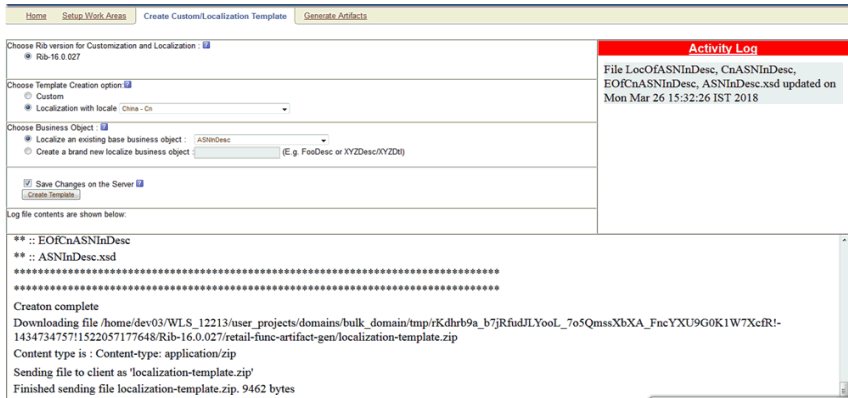 Home Setup Work Areas Create Custom/Localization Template Generate Artifacts
Choose Rib version for Customization and Localization : ?
Rib-16.0.027
Choose Template Creation option: ?
Custom
Localization with locale China - Cn
Choose Business Object : ?
Localize an existing base business object : ASNInDesc
Create a brand new localize business object : (E.g. FooDesc or XYZDesc/XYZDtl)
Save Changes on the Server ?
Create Template
Log file contents are shown below:
Activity Log
File LocOfASNInDesc, CnASNInDesc,
EOfCnASNInDesc, ASNInDesc.xsd updated on
Mon Mar 26 15:32:26 IST 2018
** :: EOfCnASNInDesc
** :: ASNInDesc.xsd
*********************************************************************************
*********************************************************************************
Creaton complete
Downloading file /home/dev03/WLS_12213/user_projects/domains/bulk_domain/tmp/rKdhrb9a_b7jRfudJLYooL_7o5QmssXbXA_FncYXU9G0K1W7XcfR!-
1434734757!1522057177648/Rib-16.0.027/retail-func-artifact-gen/localization-template.zip
Content type is : Content-type: application/zip
Sending file to client as 'localization-template.zip'
Finished sending file localization-template.zip. 9462 bytes